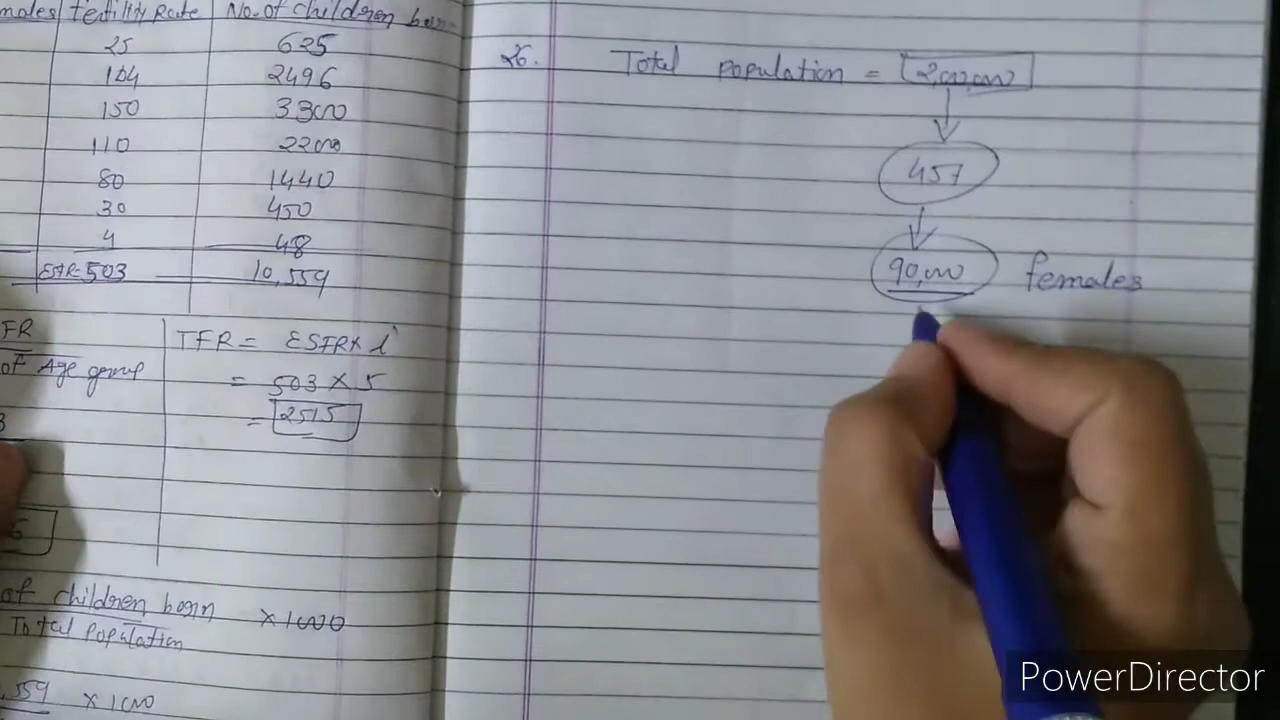 males fertility Rate No. of children born
25 625
104 2496
150 3300
110 2200
80 1440
30 450
4 48
ΣSFR=503 10,559
FR
of Age group
TFR = ΣSFR × i
= 503 × 5
= 2515
of children born × 1000
Total population
,559 × 1000
26. Total population = 2,00,000
457
90,000 females
PowerDirector